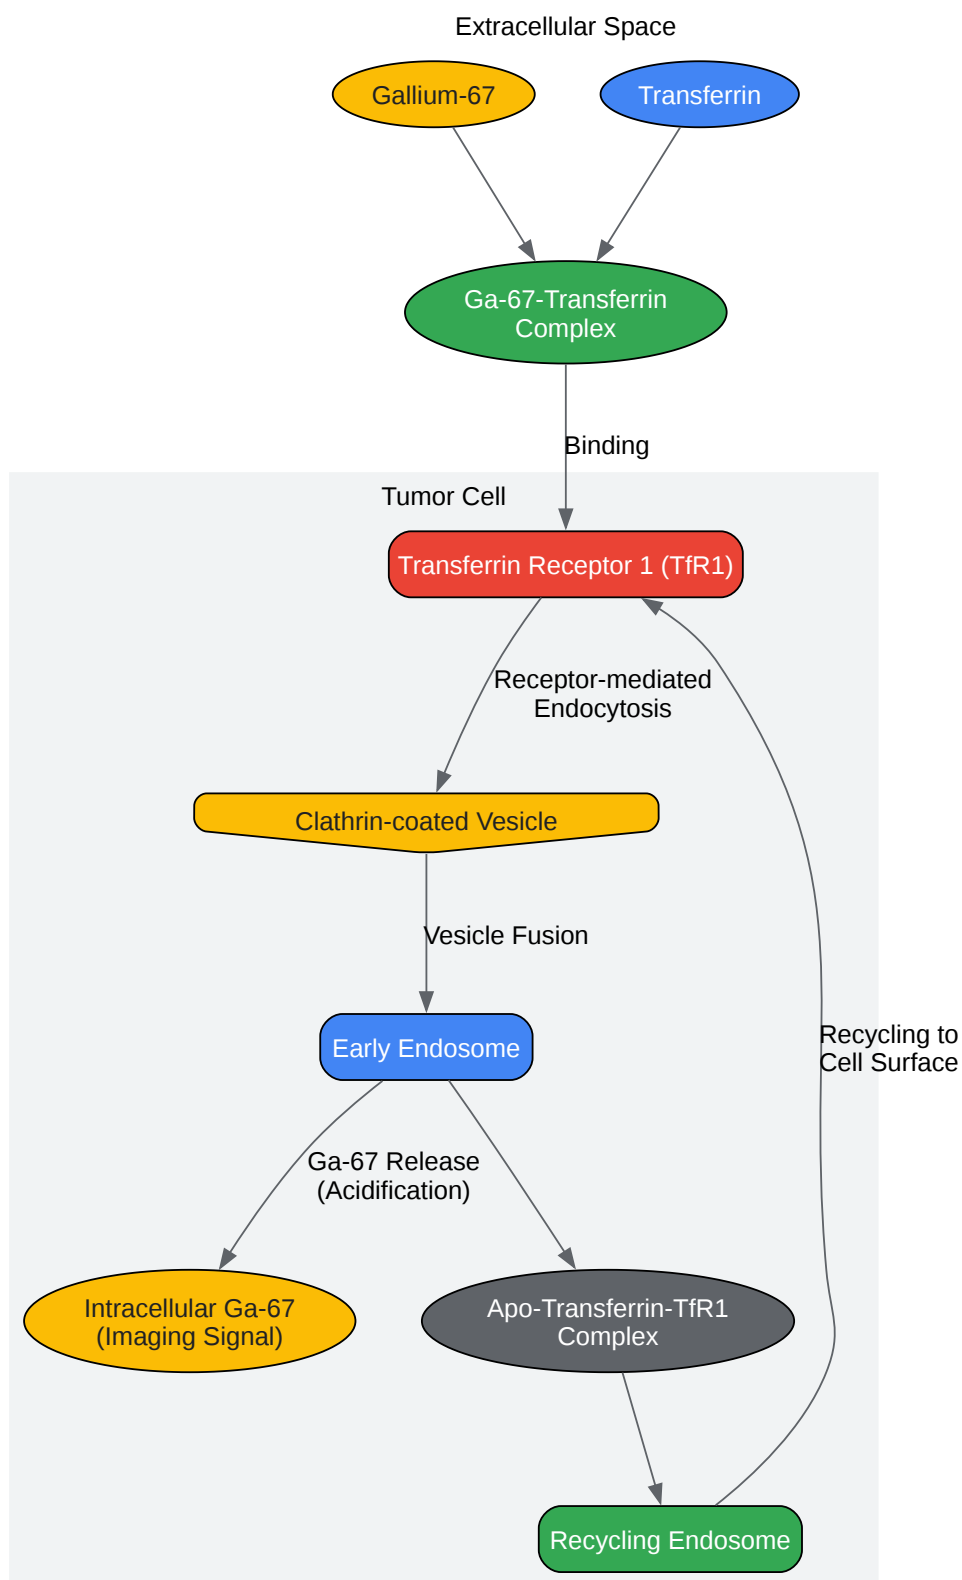 Extracellular Space
Gallium-67
Transferrin
Ga-67-Transferrin
Complex
Binding
Tumor Cell
Transferrin Receptor 1 (TfR1)
Receptor-mediated
Endocytosis
Clathrin-coated Vesicle
Vesicle Fusion
Recycling to
Cell Surface
Early Endosome
Ga-67 Release
(Acidification)
Intracellular Ga-67
(Imaging Signal)
Apo-Transferrin-TfR1
Complex
Recycling Endosome